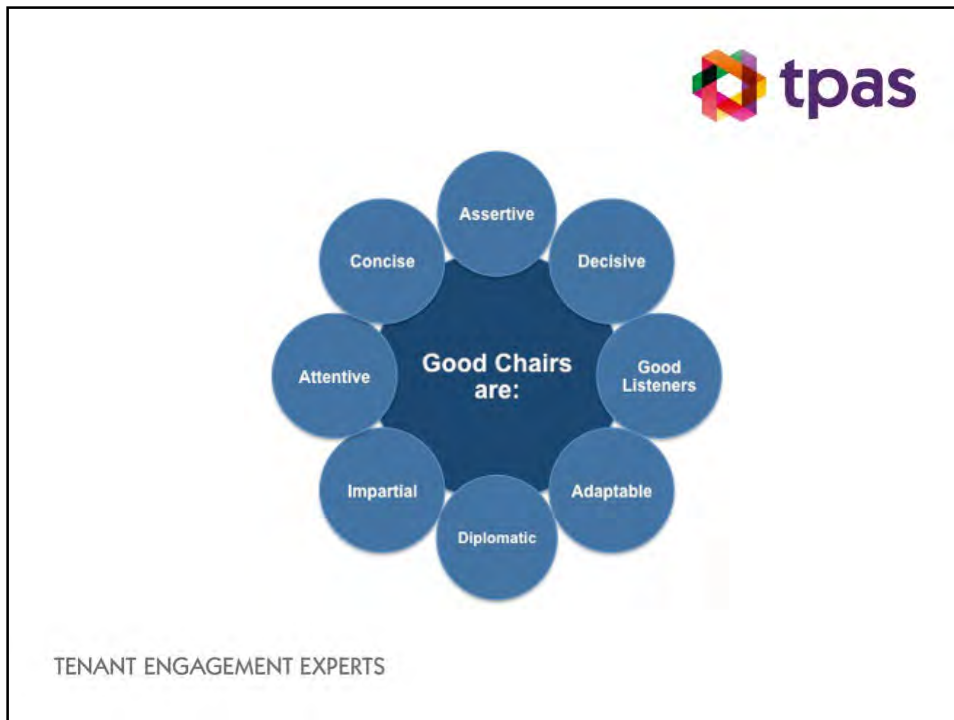 tpas
Assertive
Decisive
Good
Listeners
Adaptable
Diplomatic
Impartial
Attentive
Concise
Good Chairs
are:
TENANT ENGAGEMENT EXPERTS